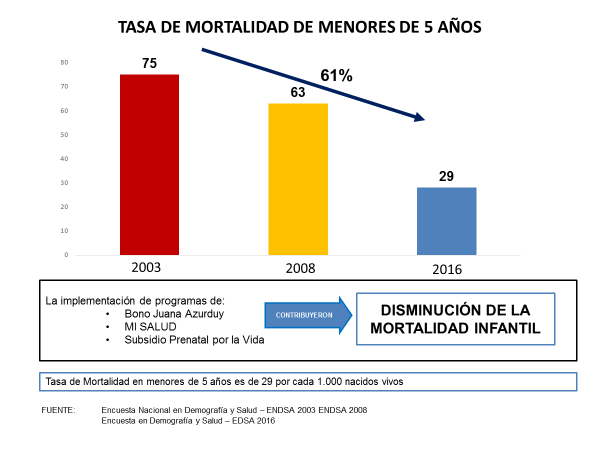 TASA DE MORTALIDAD DE MENORES DE 5 AÑOS
80
70
60
50
40
30
20
10
0
75
61%
63
29
2003
2008
2016
La implementación de programas de:
• Bono Juana Azurduy
• MI SALUD
• Subsidio Prenatal por la Vida
CONTRIBUYERON
DISMINUCIÓN DE LA
MORTALIDAD INFANTIL
Tasa de Mortalidad en menores de 5 años es de 29 por cada 1.000 nacidos vivos
FUENTE: Encuesta Nacional en Demografía y Salud – ENDSA 2003 ENDSA 2008
Encuesta en Demografía y Salud – EDSA 2016